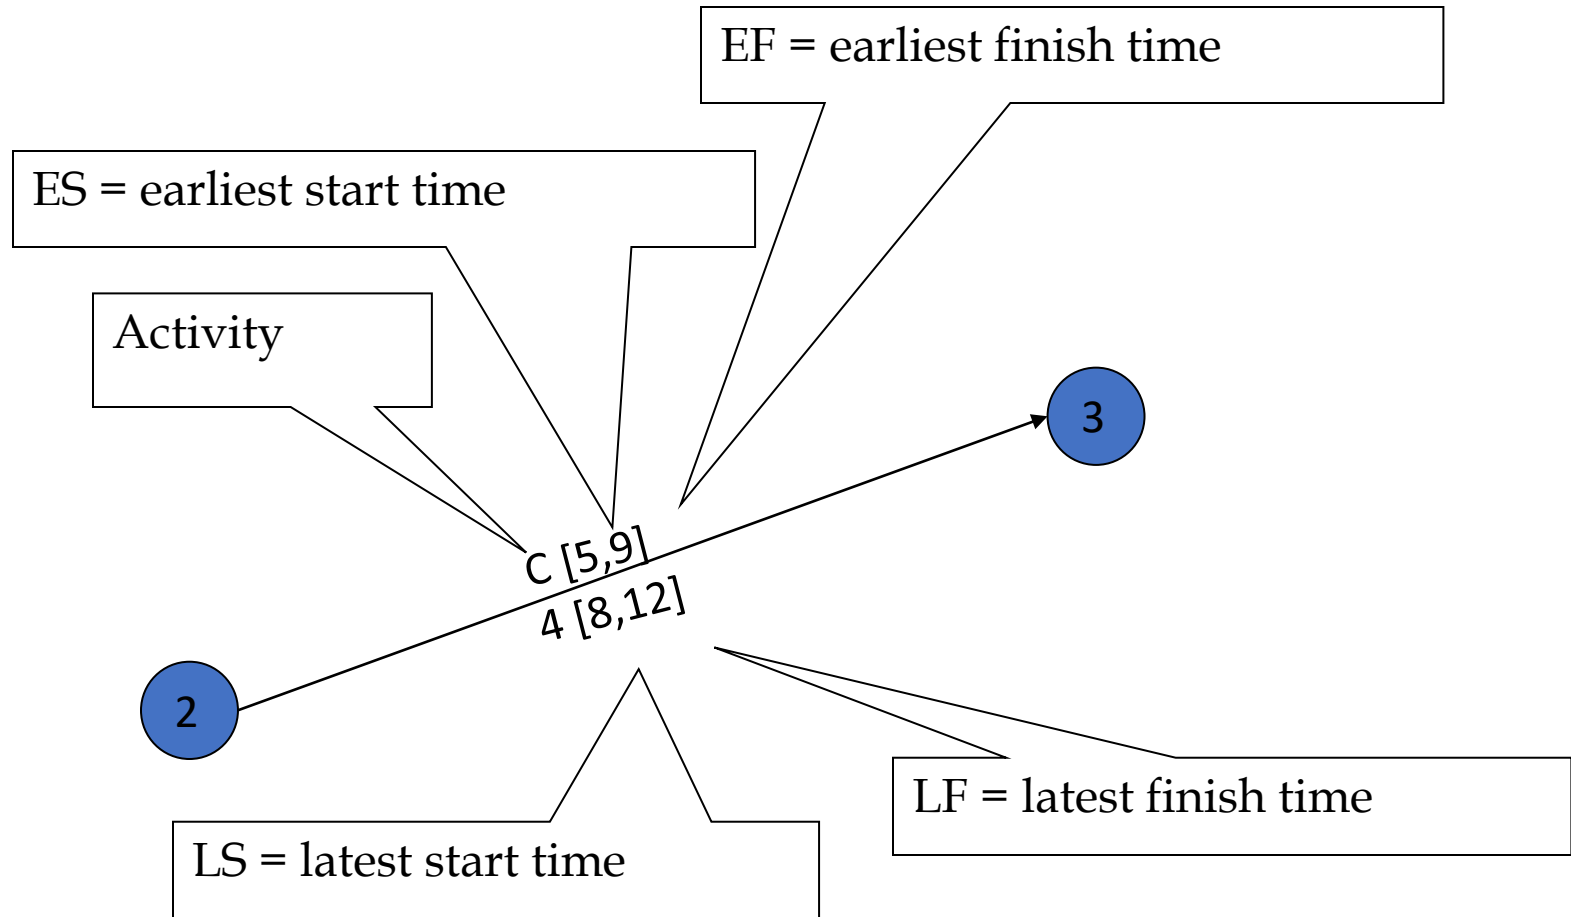 EF = earliest finish time
ES = earliest start time
Activity
3
C [5,9]
4 [8,12]
2
LF = latest finish time
LS = latest start time